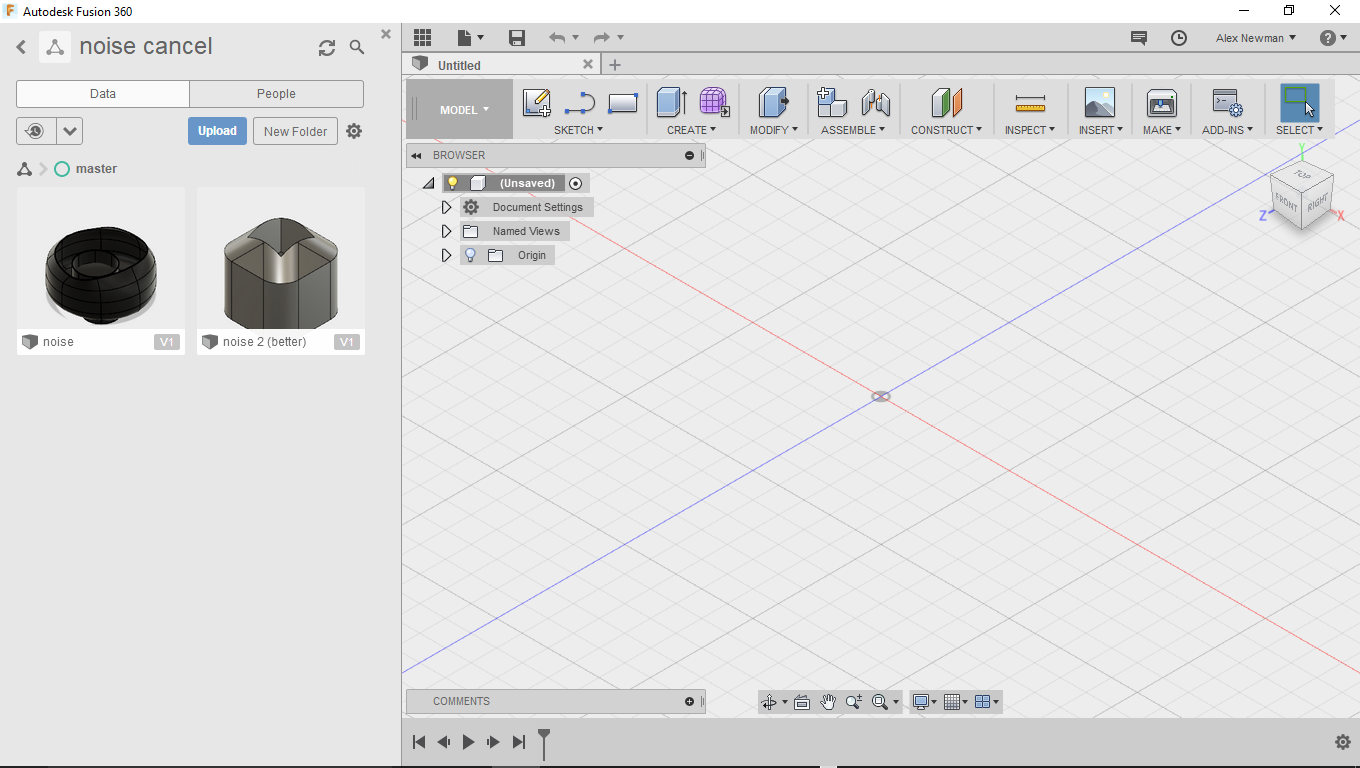 Autodesk Fusion 360
noise cancel
Data
People
Upload
New Folder
master
noise
V1
noise 2 (better)
V1
Alex Newman
Untitled
MODEL
SKETCH
CREATE
MODIFY
ASSEMBLE
CONSTRUCT
INSPECT
INSERT
MAKE
ADD-INS
SELECT
BROWSER
(Unsaved)
Document Settings
Named Views
Origin
Y
TOP
FRONT
RIGHT
Z
X
COMMENTS